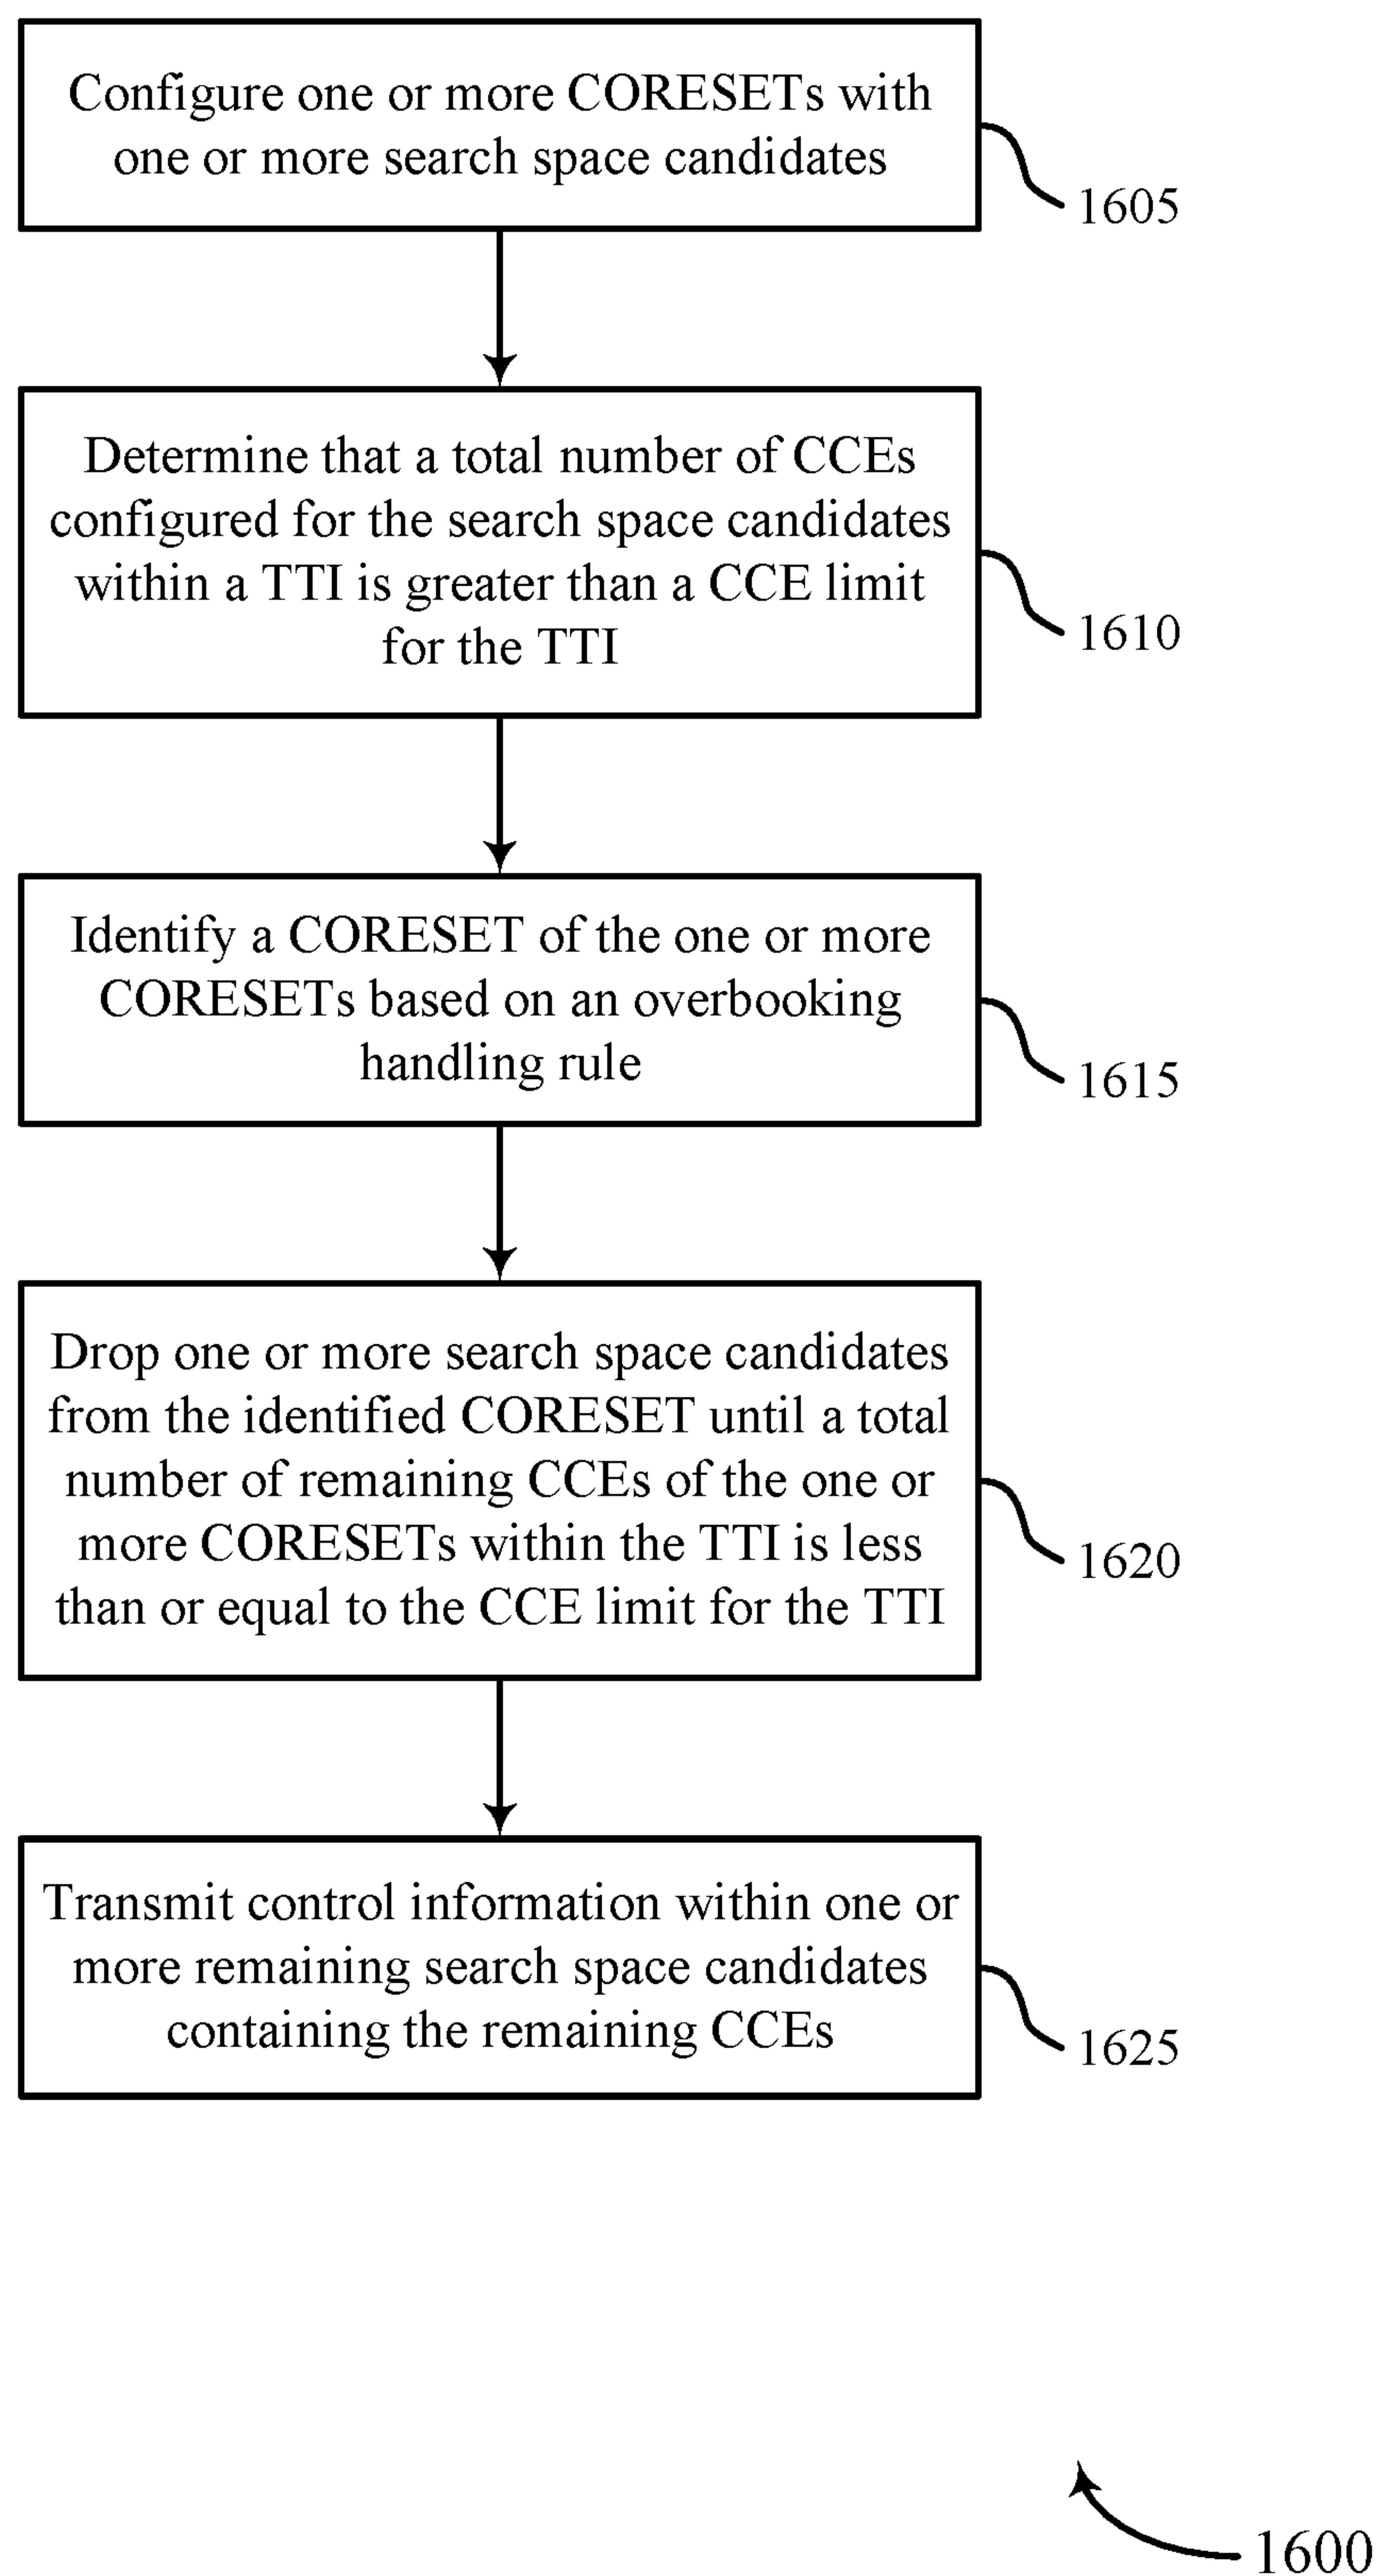 Configure one or more CORESETs with
one or more search space candidates
1605
Determine that a total number of CCEs
configured for the search space candidates
within a TTI is greater than a CCE limit
for the TTI
1610
Identify a CORESET of the one or more
CORESETs based on an overbooking
handling rule
1615
Drop one or more search space candidates
from the identified CORESET until a total
number of remaining CCEs of the one or
more CORESETs within the TTI is less
than or equal to the CCE limit for the TTI
1620
Transmit control information within one or
more remaining search space candidates
containing the remaining CCEs
1625
1600